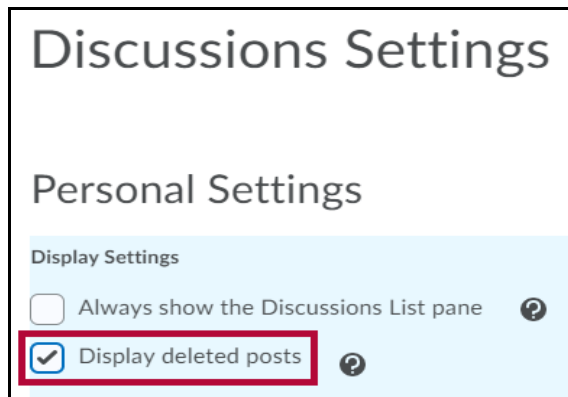 Discussions Settings
Personal Settings
Display Settings
Always show the Discussions List pane
Display deleted posts